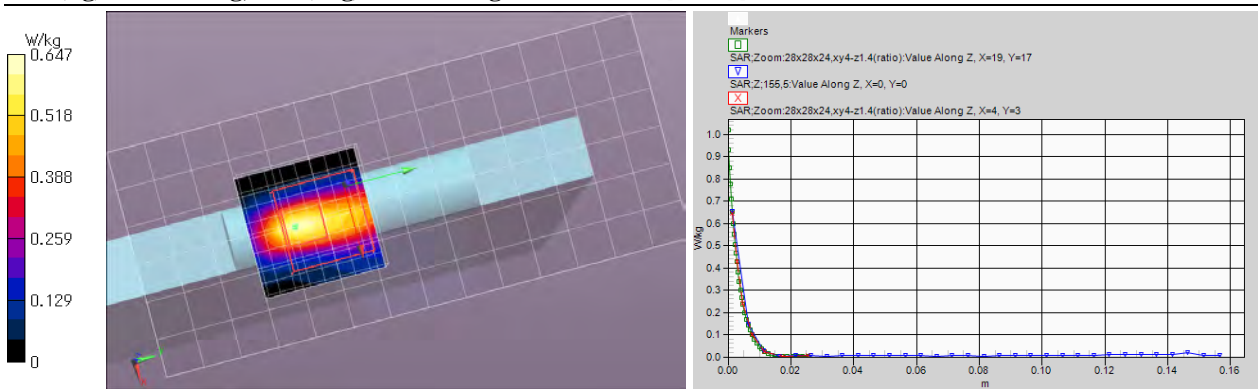 W/kg
0.647
0.518
0.388
0.259
0.129
0
Markers
SAR;Zoom:28x28x24,xy4-z1.4(ratio):Value Along Z, X=19, Y=17
SAR;Z;155,5:Value Along Z, X=0, Y=0
SAR;Zoom:28x28x24,xy4-z1.4(ratio):Value Along Z, X=4, Y=3
W/kg
1.0
0.9
0.8
0.7
0.6
0.5
0.4
0.3
0.2
0.1
0.0
0.00 0.02 0.04 0.06 0.08 0.10 0.12 0.14 0.16
m